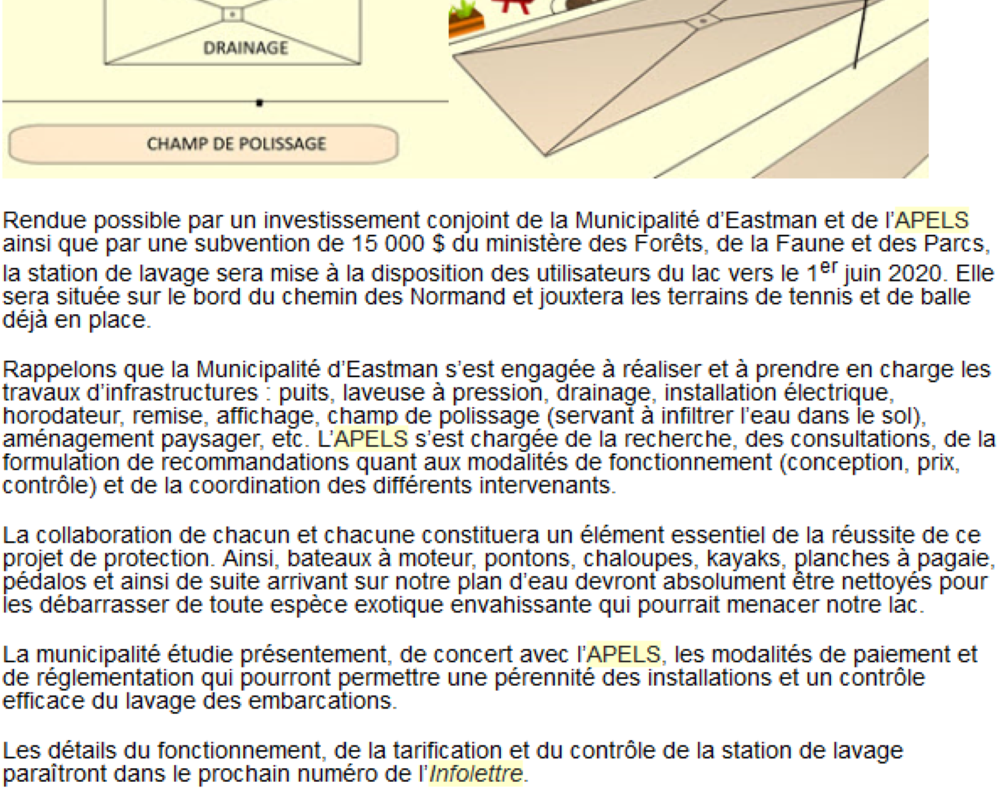 DRAINAGE
CHAMP DE POLISSAGE
Rendue possible par un investissement conjoint de la Municipalité d’Eastman et de l’APELS
ainsi que par une subvention de 15 000 $ du ministère des Forêts, de la Faune et des Parcs,
la station de lavage sera mise à la disposition des utilisateurs du lac vers le 1er juin 2020. Elle
sera située sur le bord du chemin des Normand et jouxtera les terrains de tennis et de balle
déjà en place.
Rappelons que la Municipalité d’Eastman s’est engagée à réaliser et à prendre en charge les
travaux d’infrastructures : puits, laveuse à pression, drainage, installation électrique,
horodateur, remise, affichage, champ de polissage (servant à infiltrer l’eau dans le sol),
aménagement paysager, etc. L’APELS s’est chargée de la recherche, des consultations, de la
formulation de recommandations quant aux modalités de fonctionnement (conception, prix,
contrôle) et de la coordination des différents intervenants.
La collaboration de chacun et chacune constituera un élément essentiel de la réussite de ce
projet de protection. Ainsi, bateaux à moteur, pontons, chaloupes, kayaks, planches à pagaie,
pédalos et ainsi de suite arrivant sur notre plan d’eau devront absolument être nettoyés pour
les débarrasser de toute espèce exotique envahissante qui pourrait menacer notre lac.
La municipalité étudie présentement, de concert avec l’APELS, les modalités de paiement et
de réglementation qui pourront permettre une pérennité des installations et un contrôle
efficace du lavage des embarcations.
Les détails du fonctionnement, de la tarification et du contrôle de la station de lavage
paraîtront dans le prochain numéro de l’Infolettre.